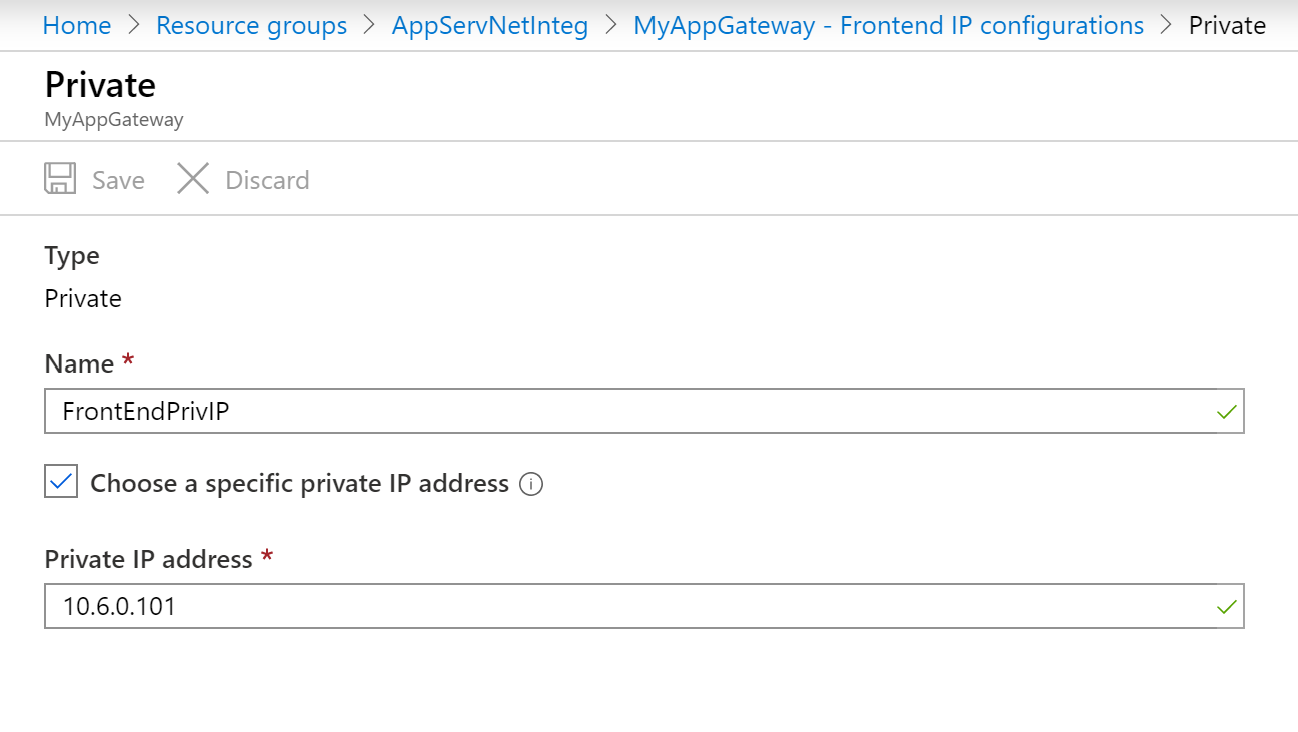 Home > Resource groups > AppServNetInteg > MyAppGateway - Frontend IP configurations > Private
Private
MyAppGateway
Save Discard
Type
Private
Name *
FrontEndPrivIP
Choose a specific private IP address
Private IP address *
10.6.0.101